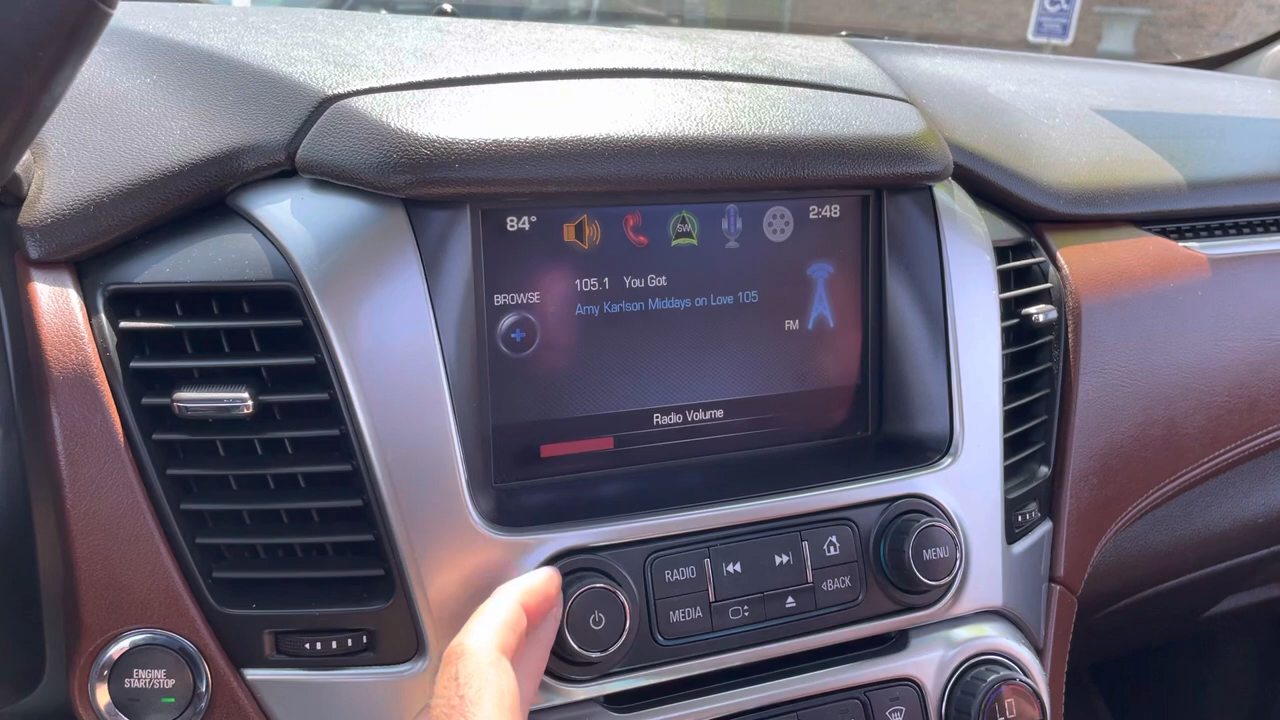 84°
SW
2:48
105.1 You Got
Amy Karlson Middays on Love 105
BROWSE
FM
Radio Volume
RADIO
MEDIA
BACK
MENU
ENGINE
START/STOP
LO